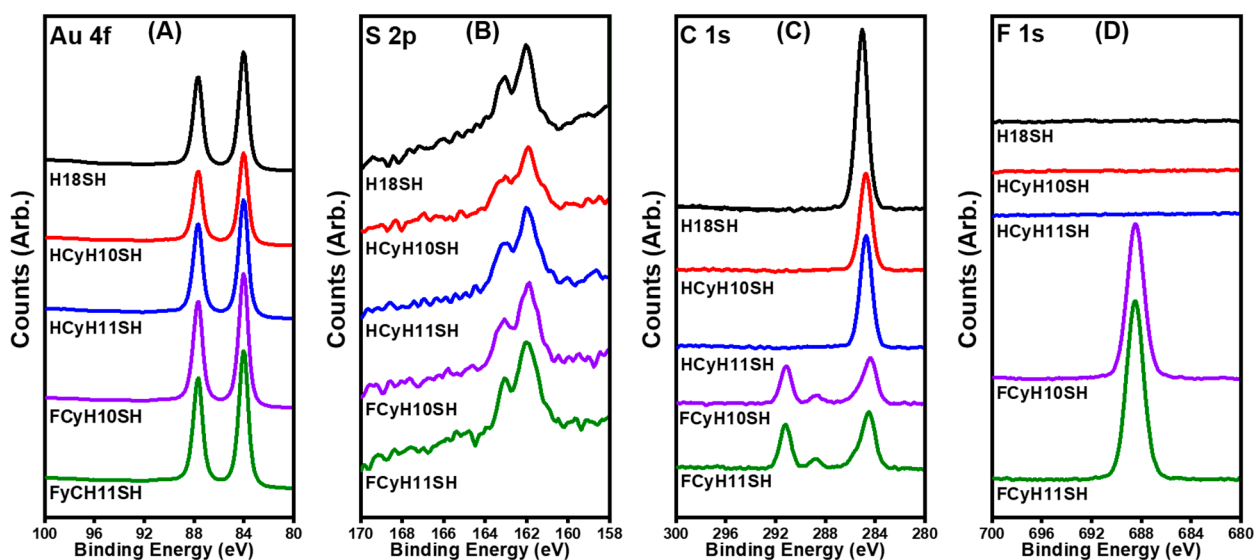 Au 4f (A)
H18SH
HCyH10SH
HCyH11SH
FCyH10SH
FyCH11SH
100 96 92 88 84 80
Binding Energy (eV)
Counts (Arb.)
S 2p (B)
H18SH
HCyH10SH
HCyH11SH
FCyH10SH
FCyH11SH
170 168 166 164 162 160 158
Binding Energy (eV)
Counts (Arb.)
C 1s (C)
H18SH
HCyH10SH
HCyH11SH
FCyH10SH
FCyH11SH
300 296 292 288 284 280
Binding Energy (eV)
Counts (Arb.)
F 1s (D)
H18SH
HCyH10SH
HCyH11SH
FCyH10SH
FCyH11SH
700 696 692 688 684 680
Binding Energy (eV)
Counts (Arb.)